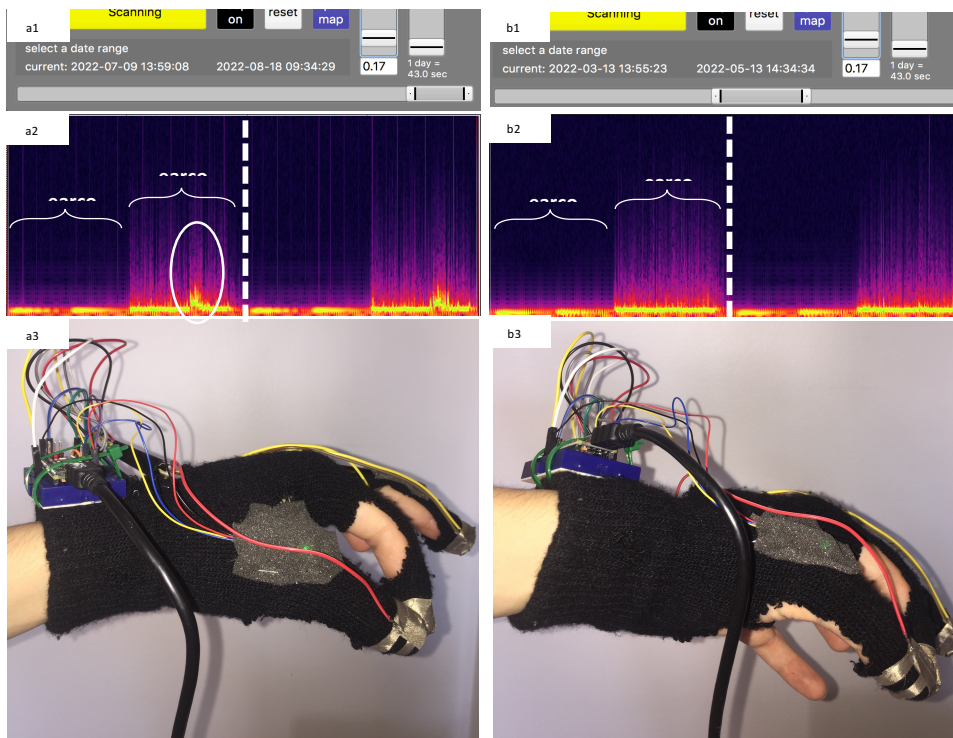 a1
Scanning
on
reset
map
select a date range
current: 2022-07-09 13:59:08 2022-08-18 09:34:29
0.17
1 day =
43.0 sec
b1
Scanning
on
reset
map
select a date range
current: 2022-03-13 13:55:23 2022-05-13 14:34:34
0.17
1 day =
43.0 sec
a2
b2
a3
b3